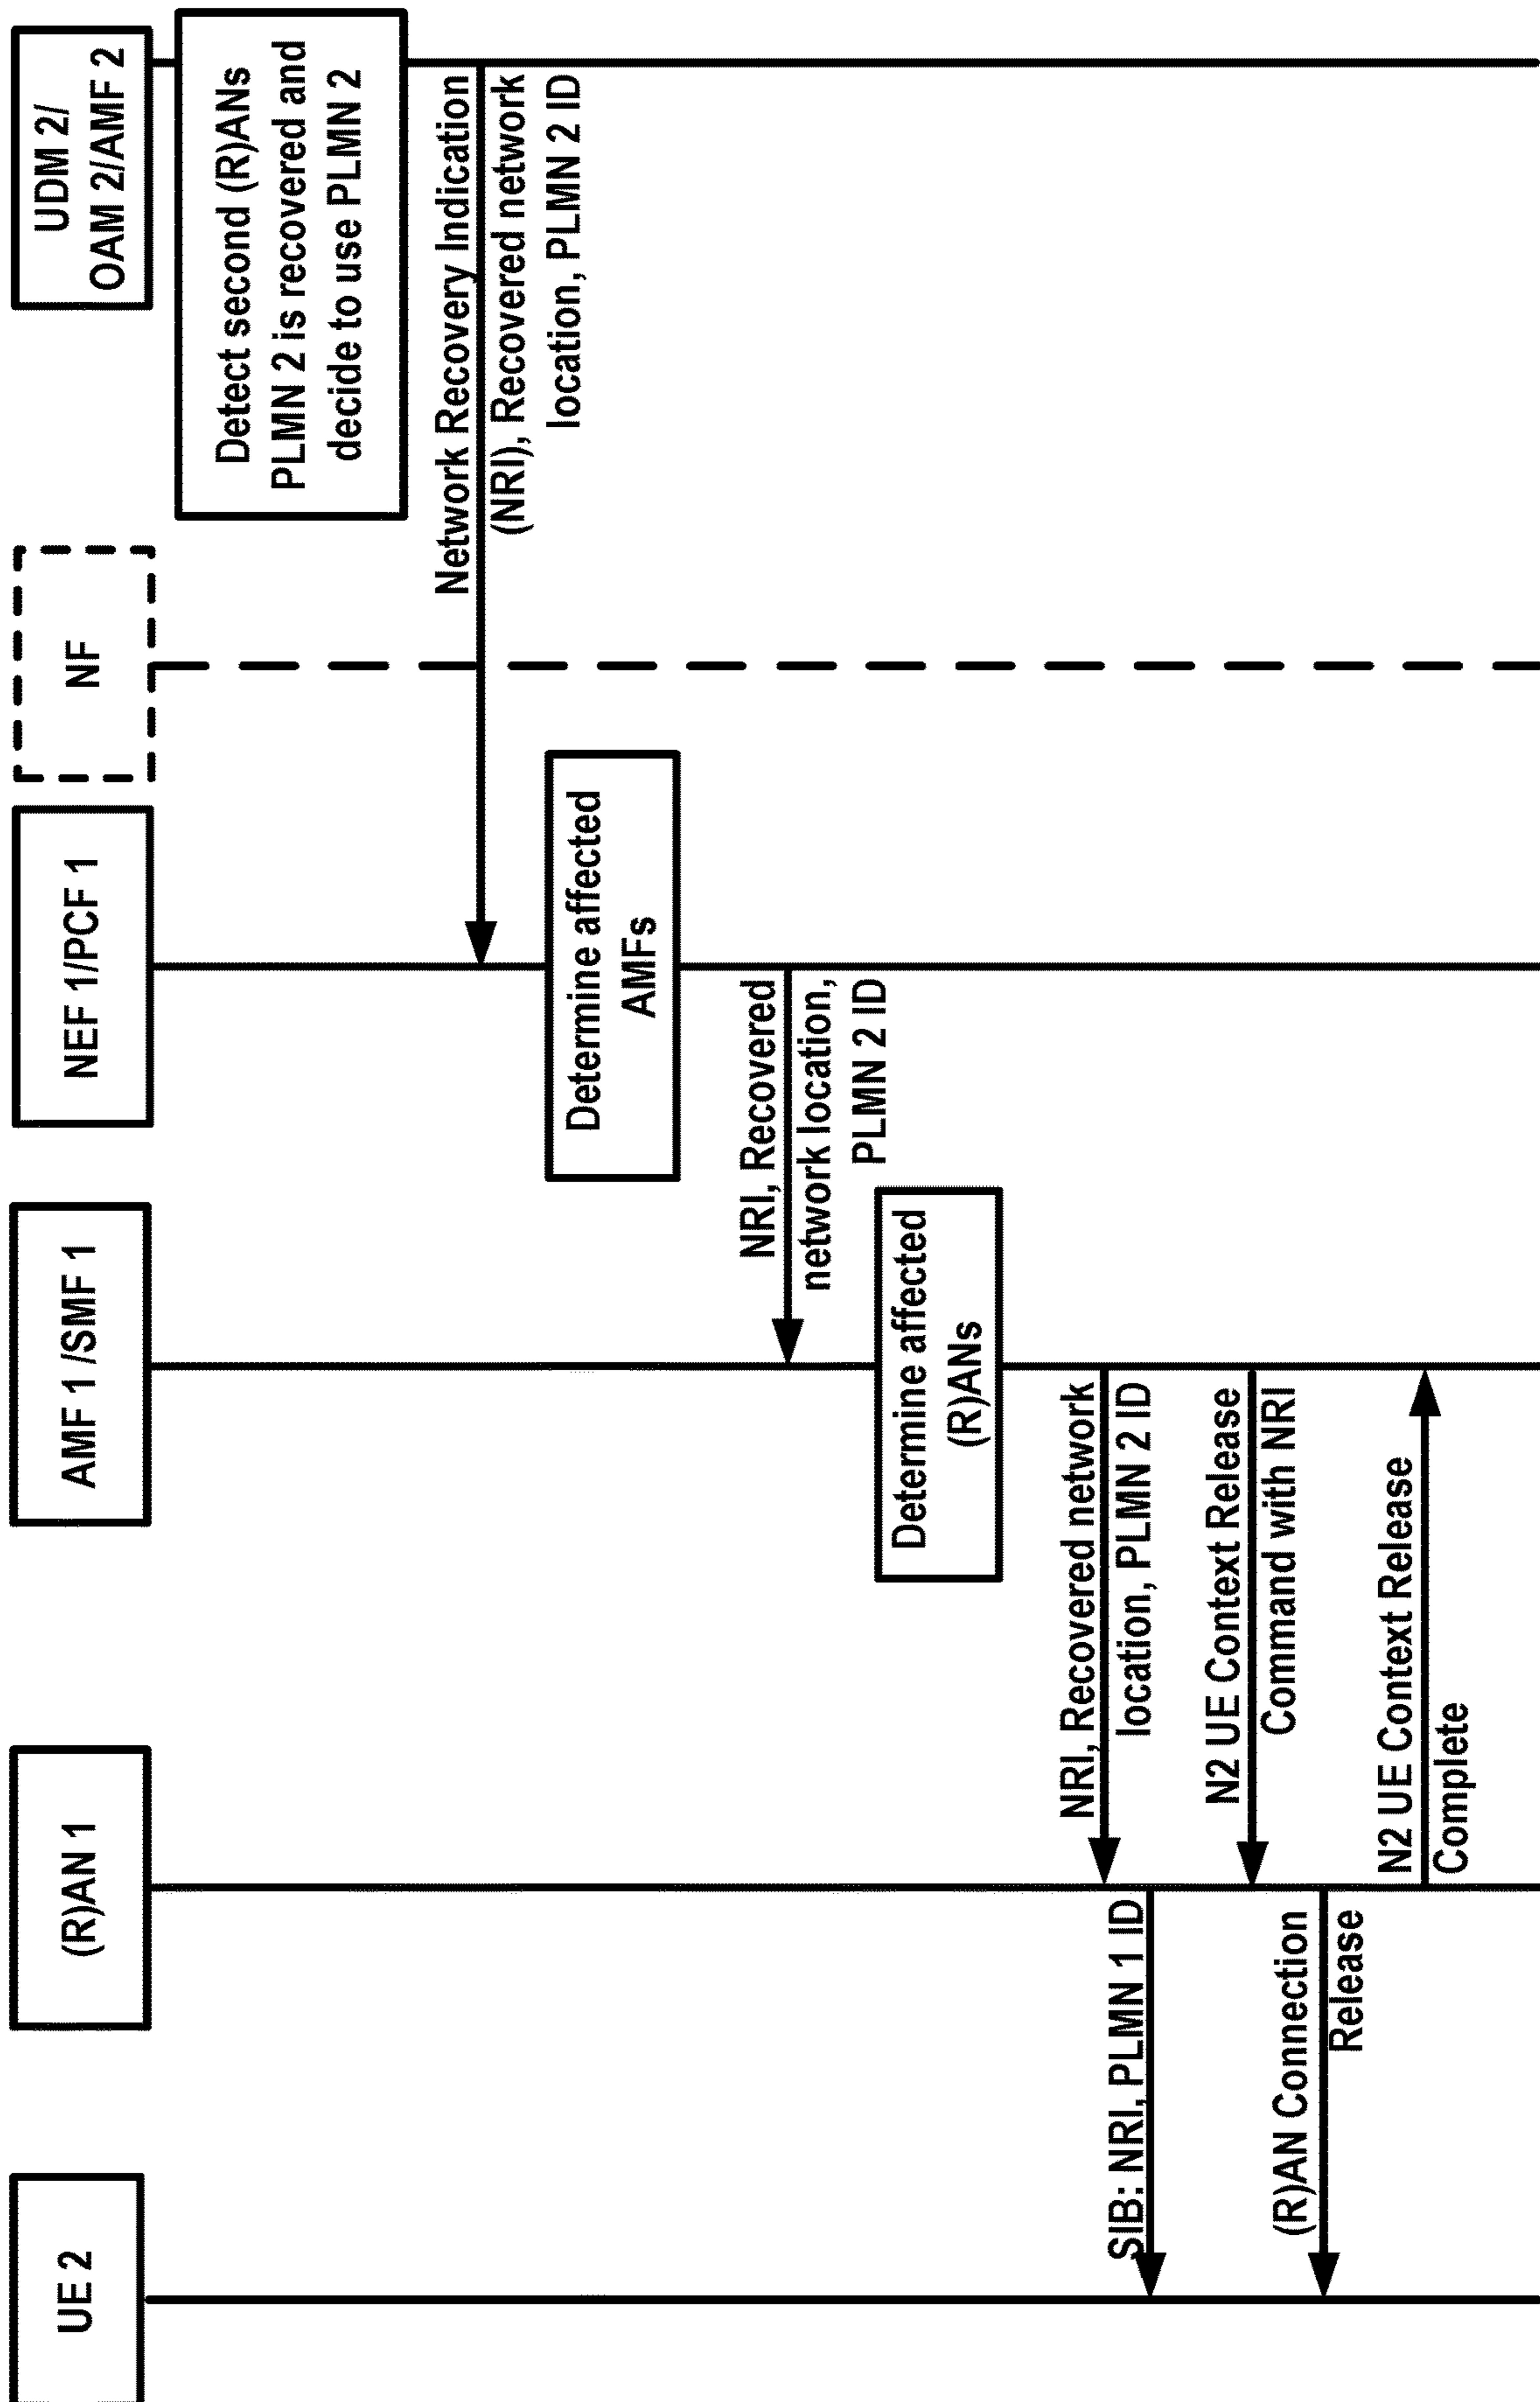 UE 2
(R)AN 1
AMF 1 /SMF 1
NEF 1/PCF 1
NF
UDM 2/
OAM 2/AMF 2
Detect second (R)ANs
PLMN 2 is recovered and
decide to use PLMN 2
Network Recovery Indication
(NRI), Recovered network
location, PLMN 2 ID
Determine affected
AMFs
NRI, Recovered
network location,
PLMN 2 ID
Determine affected
(R)ANs
NRI, Recovered network
location, PLMN 2 ID
SIB: NRI, PLMN 1 ID
N2 UE Context Release
Command with NRI
(R)AN Connection
Release
N2 UE Context Release
Complete